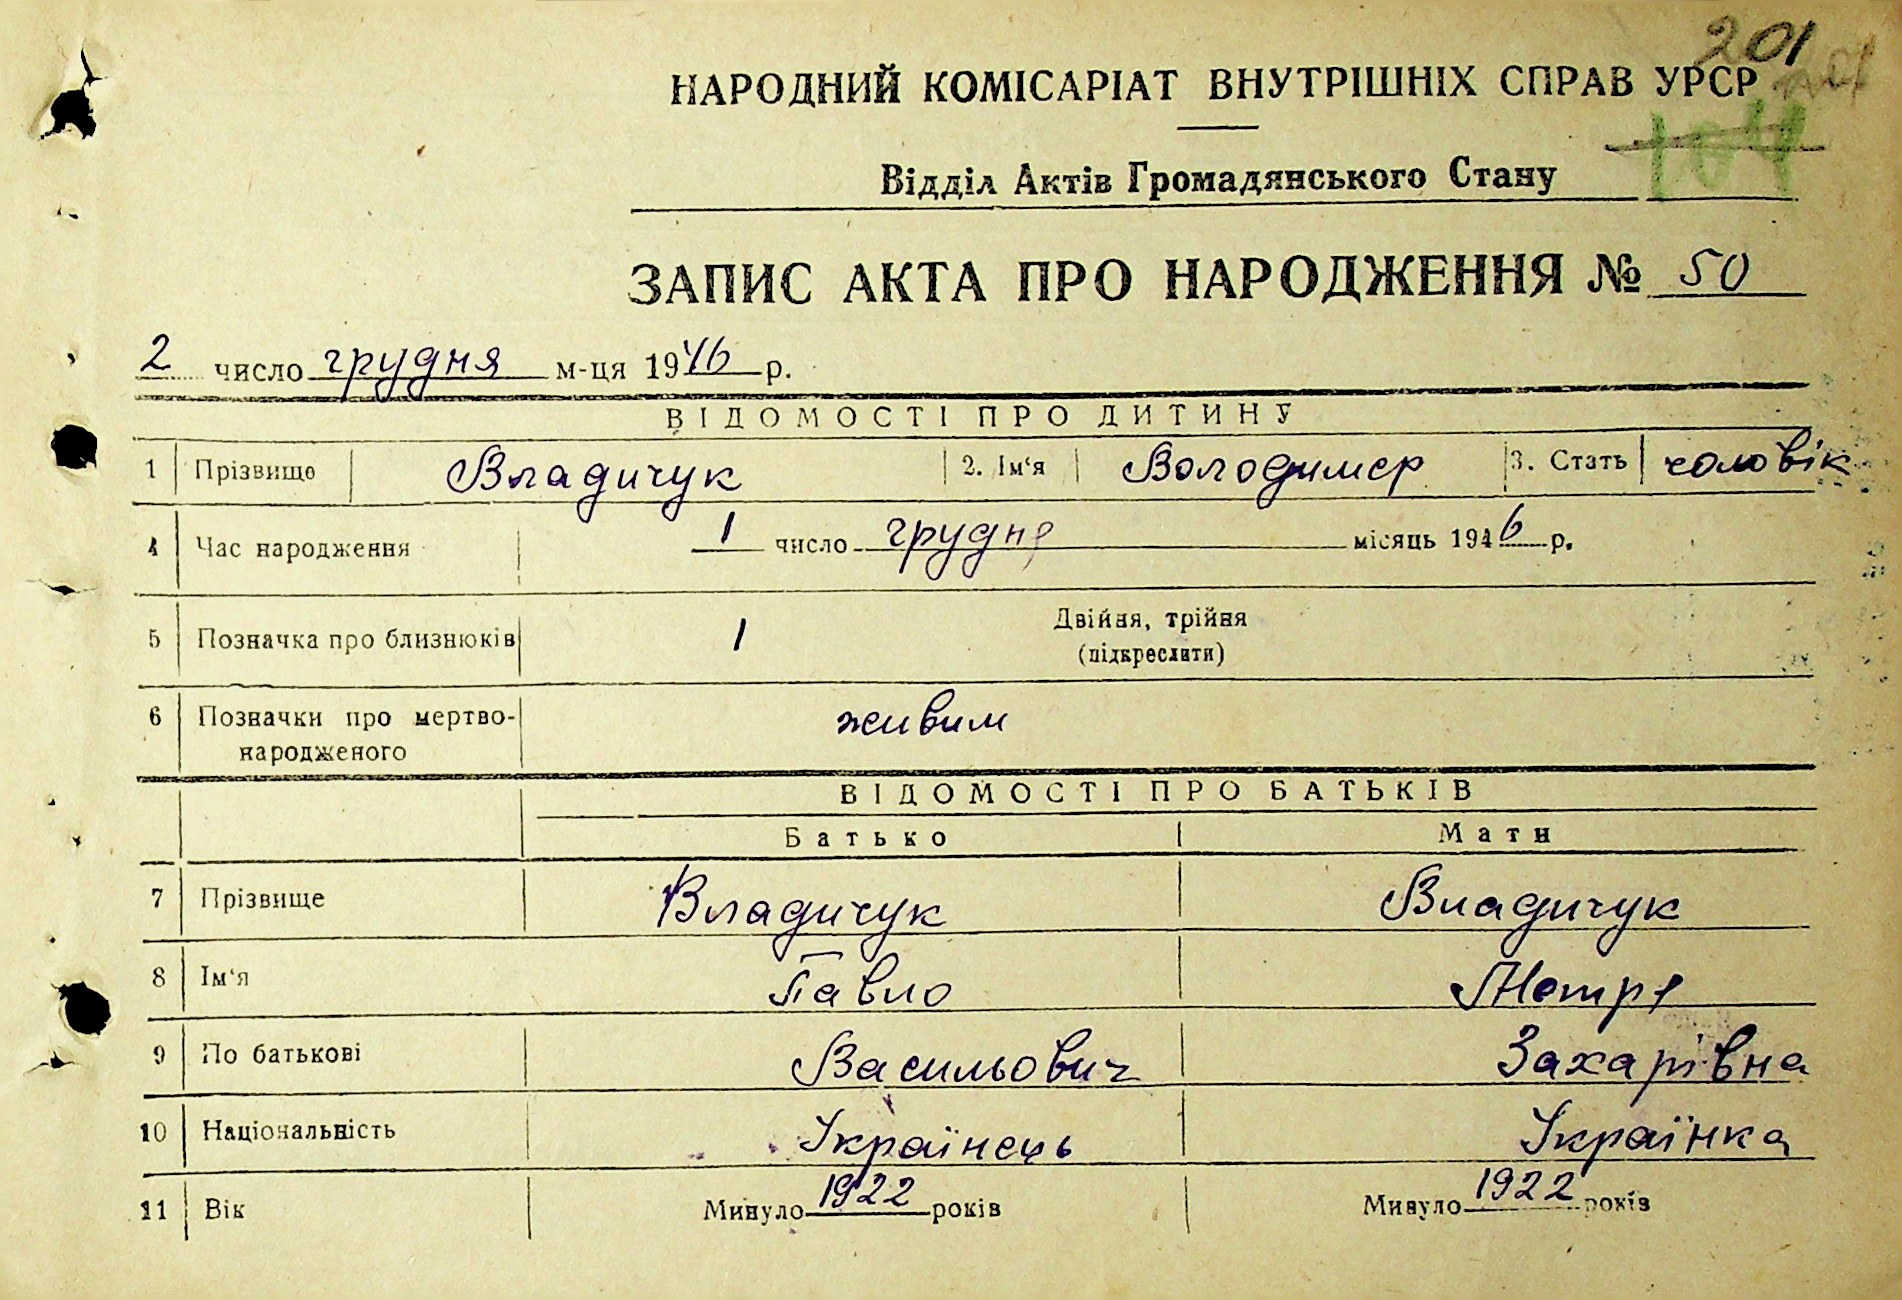 201
НАРОДНИЙ КОМІСАРІАТ ВНУТРІШНІХ СПРАВ УРСР
104
Відділ Актів Громадянського Стану
ЗАПИС АКТА ПРО НАРОДЖЕННЯ № 50
2 число грудня м-ця 1946 р.
ВІДОМОСТІ ПРО ДИТИНУ
1 Прізвище Владичук 2. Ім'я Володимер 3. Стать чоловік
4 Час народження 1 число грудня місяць 1946 р.
5 Позначка про близнюків 1 Двійня, трійня
(підкреслити)
6 Позначки про мертво-
народженого живим
ВІДОМОСТІ ПРО БАТЬКІВ
Батько Мати
7 Прізвище Владичук Владичук
8 Ім'я Павло
9 По батькові Васильович Захарівна
10 Національність Українець Українка
11 Вік Минуло 1922 років Минуло 1922 років